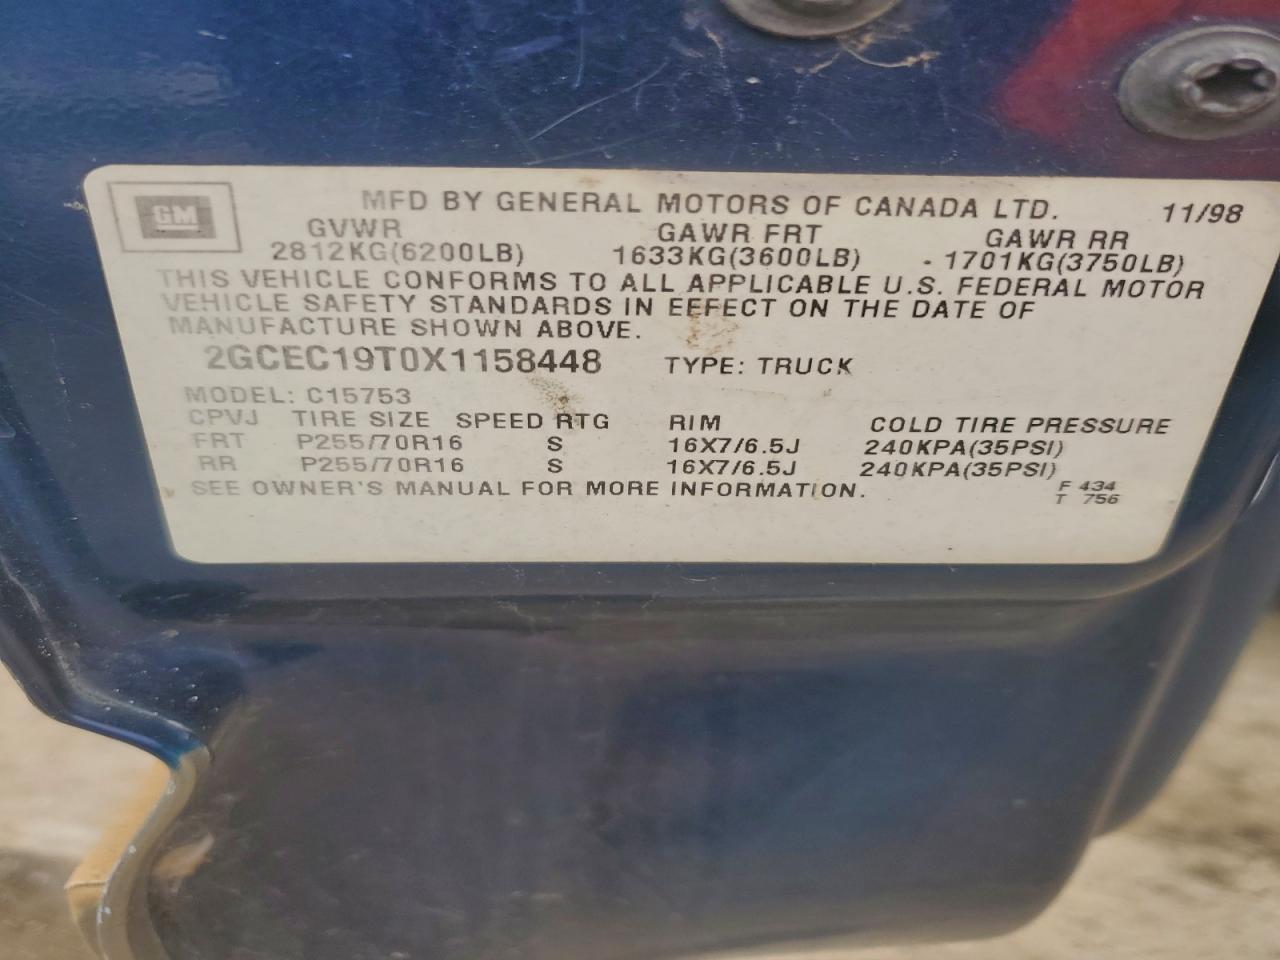 GM
MFD BY GENERAL MOTORS OF CANADA LTD. 11/98
GVWR GAWR FRT GAWR RR
2812KG(6200LB) 1633KG(3600LB) 1701KG(3750LB)
THIS VEHICLE CONFORMS TO ALL APPLICABLE U.S. FEDERAL MOTOR
VEHICLE SAFETY STANDARDS IN EFFECT ON THE DATE OF
MANUFACTURE SHOWN ABOVE.
2GCEC19T0X1158448 TYPE: TRUCK
MODEL: C15753
CPVJ TIRE SIZE SPEED RTG RIM COLD TIRE PRESSURE
FRT P255/70R16 S 16X7/6.5J 240KPA(35PSI)
RR P255/70R16 S 16X7/6.5J 240KPA(35PSI)
SEE OWNER'S MANUAL FOR MORE INFORMATION. F 434
T 756